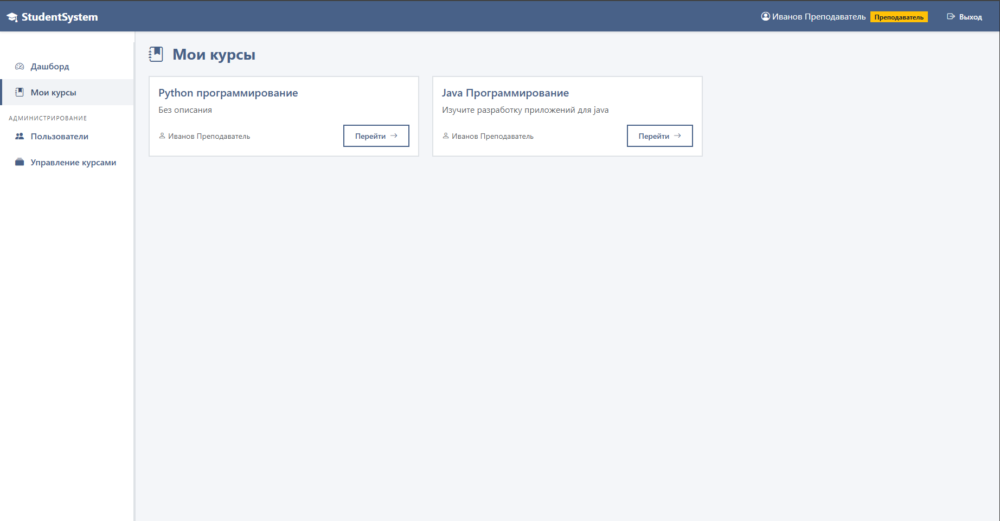 StudentSystem
Иванов Преподаватель Преподаватель Выход
Дашборд
Мои курсы
АДМИНИСТРИРОВАНИЕ
Пользователи
Управление курсами
Мои курсы
Python программирование
Без описания
Иванов Преподаватель Перейти →
Java Программирование
Изучите разработку приложений для java
Иванов Преподаватель Перейти →